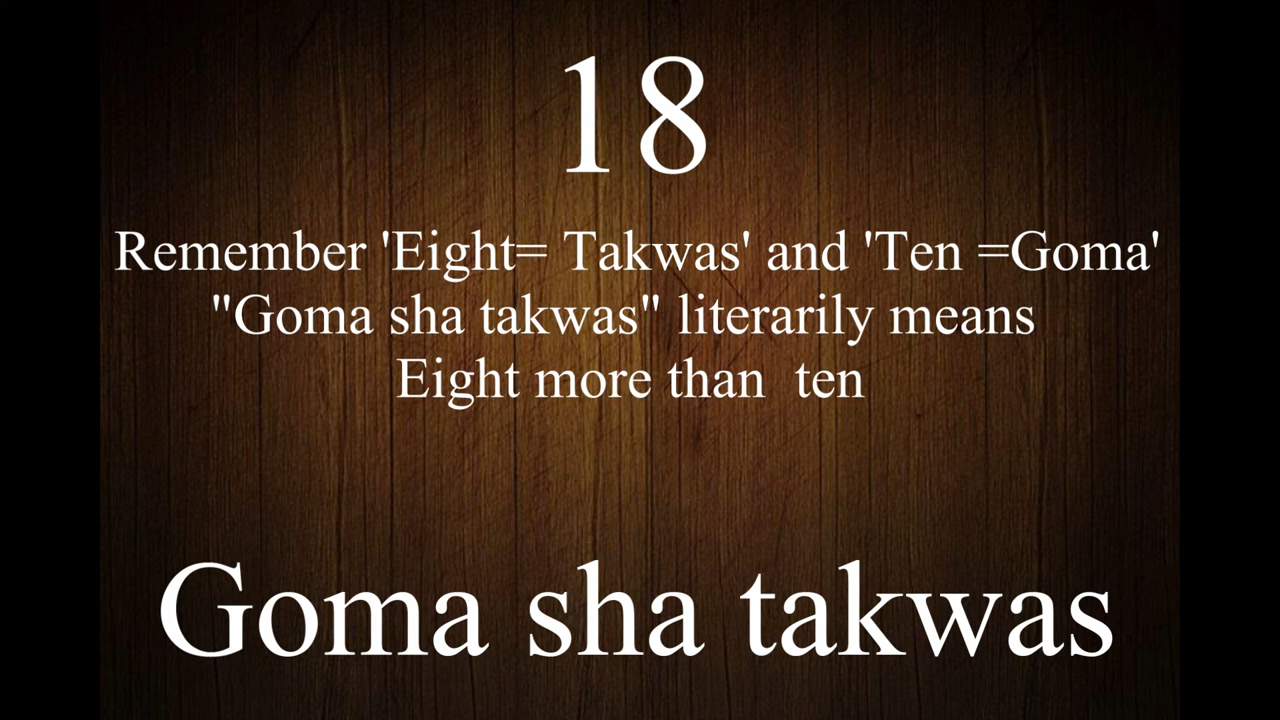 18
Remember 'Eight= Takwas' and 'Ten =Goma'
"Goma sha takwas" literarily means
Eight more than  ten
Goma sha takwas